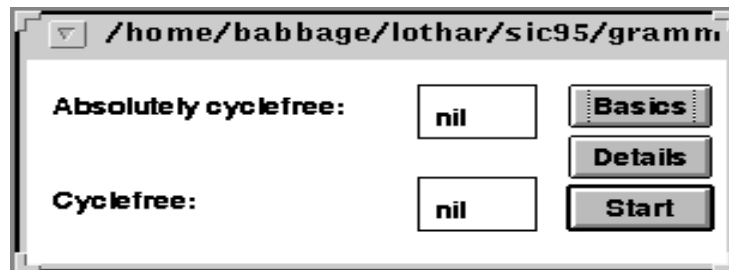 /home/babbage/lothar/sic95/gramm
Absolutely cyclefree:
nil
Basics
Details
Cyclefree:
nil
Start